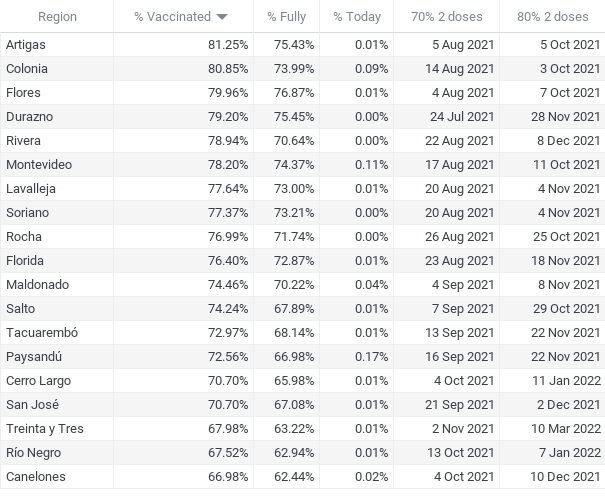 Region % Vaccinated % Fully % Today 70% 2 doses 80% 2 doses
Artigas 81.25% 75.43% 0.01% 5 Aug 2021 5 Oct 2021
Colonia 80.85% 73.99% 0.09% 14 Aug 2021 3 Oct 2021
Flores 79.96% 76.87% 0.01% 4 Aug 2021 7 Oct 2021
Durazno 79.20% 75.45% 0.00% 24 Jul 2021 28 Nov 2021
Rivera 78.94% 70.64% 0.00% 22 Aug 2021 8 Dec 2021
Montevideo 78.20% 74.37% 0.11% 17 Aug 2021 11 Oct 2021
Lavalleja 77.64% 73.00% 0.01% 20 Aug 2021 4 Nov 2021
Soriano 77.37% 73.21% 0.00% 20 Aug 2021 4 Nov 2021
Rocha 76.99% 71.74% 0.00% 26 Aug 2021 25 Oct 2021
Florida 76.40% 72.87% 0.01% 23 Aug 2021 18 Nov 2021
Maldonado 74.46% 70.22% 0.04% 4 Sep 2021 8 Nov 2021
Salto 74.24% 67.89% 0.01% 7 Sep 2021 29 Oct 2021
Tacuarembó 72.97% 68.14% 0.01% 13 Sep 2021 22 Nov 2021
Paysandú 72.56% 66.98% 0.17% 16 Sep 2021 22 Nov 2021
Cerro Largo 70.70% 65.98% 0.01% 4 Oct 2021 11 Jan 2022
San José 70.70% 67.08% 0.01% 21 Sep 2021 2 Dec 2021
Treinta y Tres 67.98% 63.22% 0.01% 2 Nov 2021 10 Mar 2022
Río Negro 67.52% 62.94% 0.01% 13 Oct 2021 7 Jan 2022
Canelones 66.98% 62.44% 0.02% 4 Oct 2021 10 Dec 2021